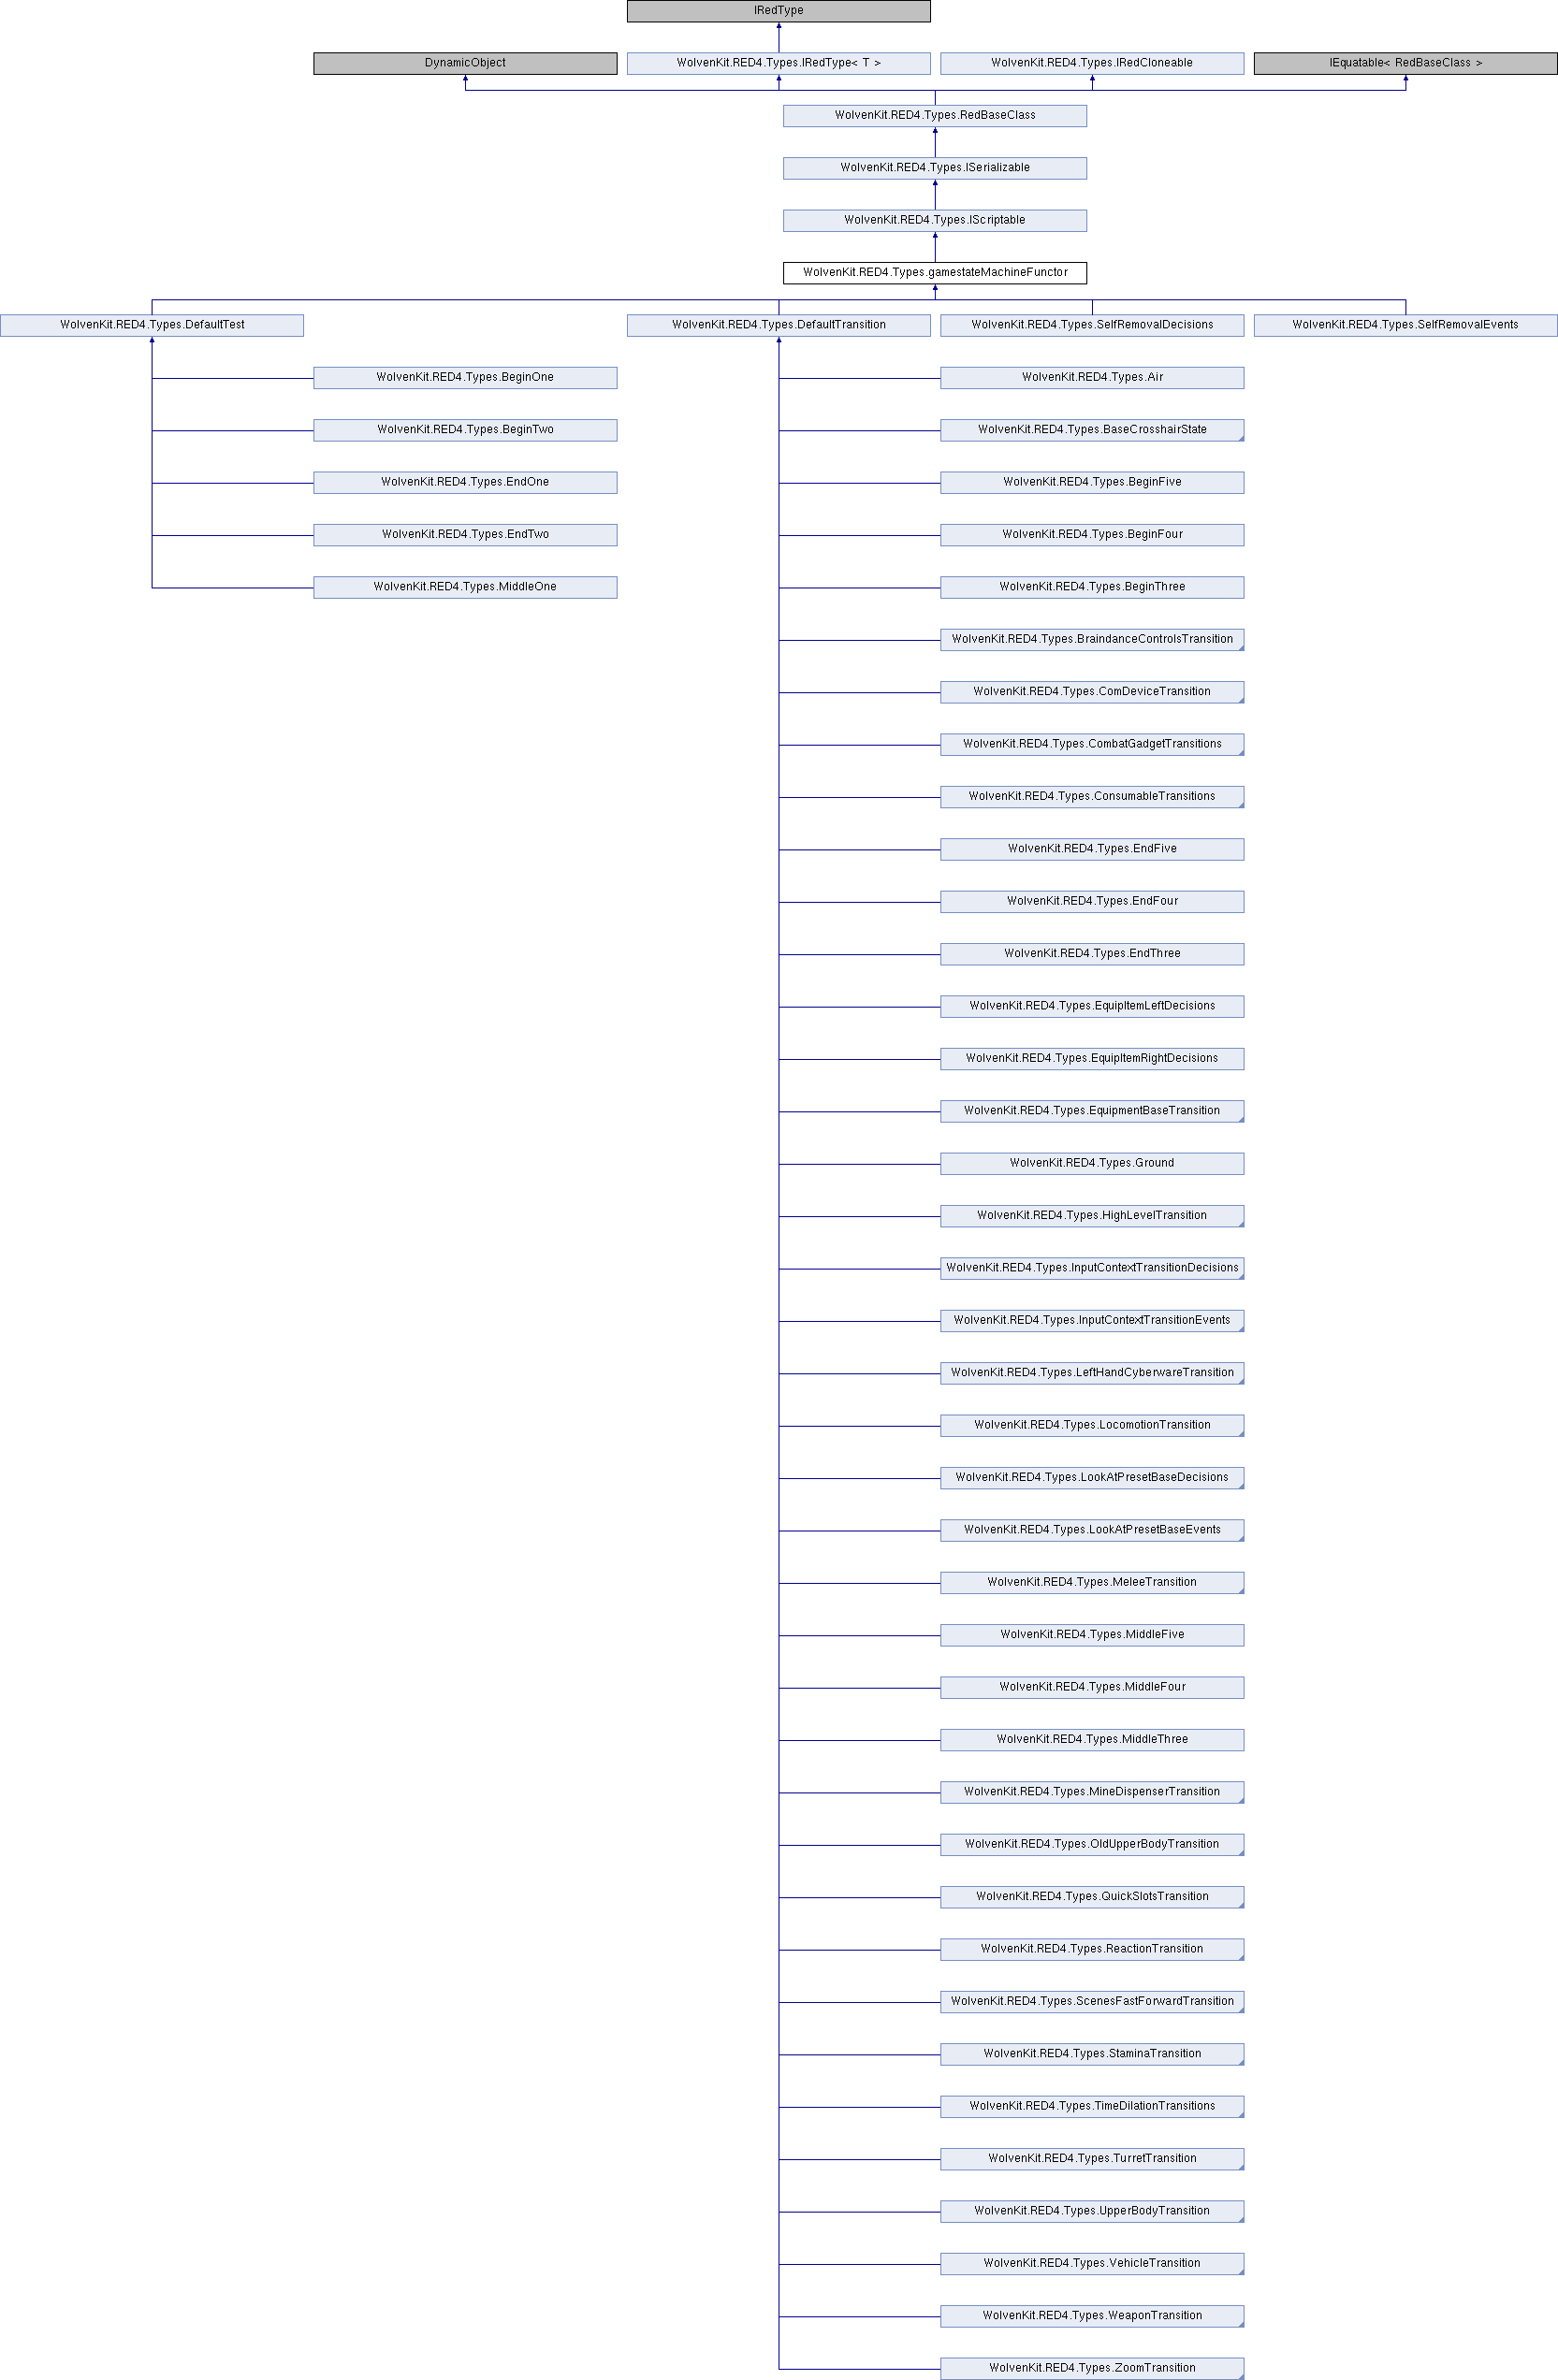 IRedType
DynamicObject
WolvenKit.RED4.Types.IRedType< T >
WolvenKit.RED4.Types.IRedCloneable
IEquatable< RedBaseClass >
WolvenKit.RED4.Types.RedBaseClass
WolvenKit.RED4.Types.ISerializable
WolvenKit.RED4.Types.IScriptable
WolvenKit.RED4.Types.gamestateMachineFunctor
WolvenKit.RED4.Types.DefaultTest
WolvenKit.RED4.Types.DefaultTransition
WolvenKit.RED4.Types.SelfRemovalDecisions
WolvenKit.RED4.Types.SelfRemovalEvents
WolvenKit.RED4.Types.BeginOne
WolvenKit.RED4.Types.BeginTwo
WolvenKit.RED4.Types.EndOne
WolvenKit.RED4.Types.EndTwo
WolvenKit.RED4.Types.MiddleOne
WolvenKit.RED4.Types.Air
WolvenKit.RED4.Types.BaseCrosshairState
WolvenKit.RED4.Types.BeginFive
WolvenKit.RED4.Types.BeginFour
WolvenKit.RED4.Types.BeginThree
WolvenKit.RED4.Types.BraindanceControlsTransition
WolvenKit.RED4.Types.ComDeviceTransition
WolvenKit.RED4.Types.CombatGadgetTransitions
WolvenKit.RED4.Types.ConsumableTransitions
WolvenKit.RED4.Types.EndFive
WolvenKit.RED4.Types.EndFour
WolvenKit.RED4.Types.EndThree
WolvenKit.RED4.Types.EquipItemLeftDecisions
WolvenKit.RED4.Types.EquipItemRightDecisions
WolvenKit.RED4.Types.EquipmentBaseTransition
WolvenKit.RED4.Types.Ground
WolvenKit.RED4.Types.HighLevelTransition
WolvenKit.RED4.Types.InputContextTransitionDecisions
WolvenKit.RED4.Types.InputContextTransitionEvents
WolvenKit.RED4.Types.LeftHandCyberwareTransition
WolvenKit.RED4.Types.LocomotionTransition
WolvenKit.RED4.Types.LookAtPresetBaseDecisions
WolvenKit.RED4.Types.LookAtPresetBaseEvents
WolvenKit.RED4.Types.MeleeTransition
WolvenKit.RED4.Types.MiddleFive
WolvenKit.RED4.Types.MiddleFour
WolvenKit.RED4.Types.MiddleThree
WolvenKit.RED4.Types.MineDispenserTransition
WolvenKit.RED4.Types.OldUpperBodyTransition
WolvenKit.RED4.Types.QuickSlotsTransition
WolvenKit.RED4.Types.ReactionTransition
WolvenKit.RED4.Types.ScenesFastForwardTransition
WolvenKit.RED4.Types.StaminaTransition
WolvenKit.RED4.Types.TimeDilationTransitions
WolvenKit.RED4.Types.TurretTransition
WolvenKit.RED4.Types.UpperBodyTransition
WolvenKit.RED4.Types.VehicleTransition
WolvenKit.RED4.Types.WeaponTransition
WolvenKit.RED4.Types.ZoomTransition